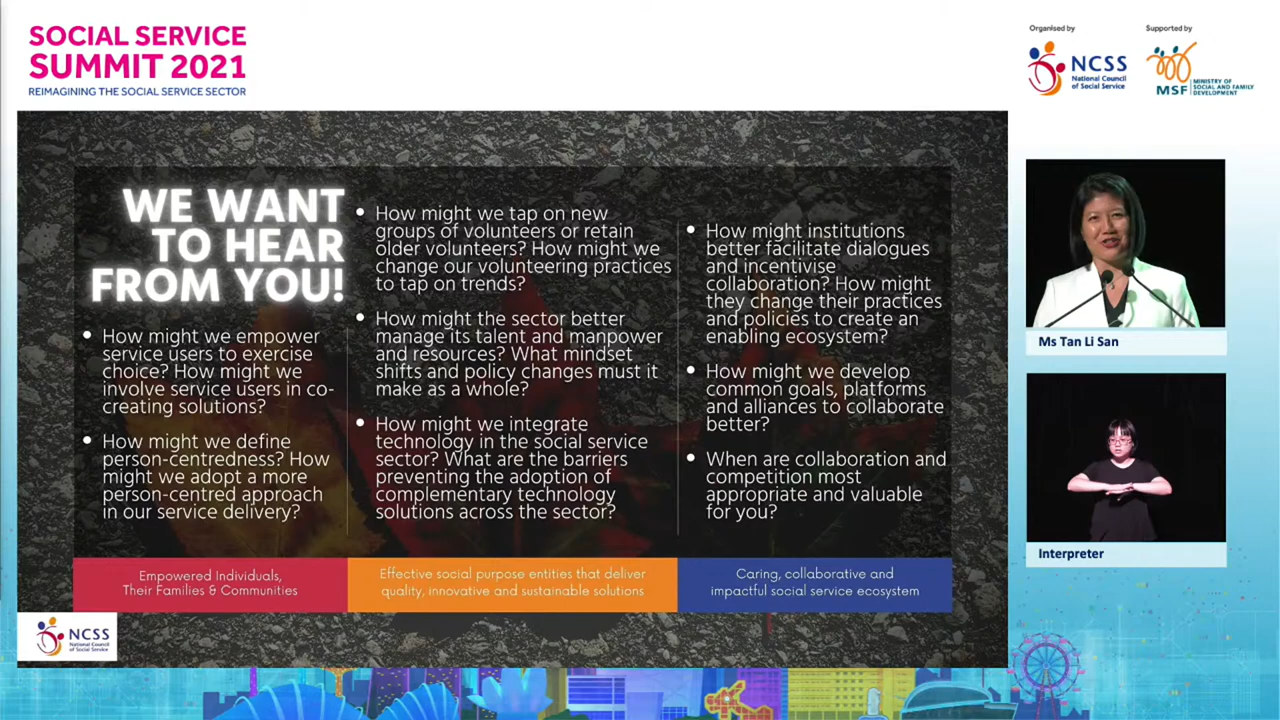 SOCIAL SERVICE
SUMMIT 2021
REIMAGINING THE SOCIAL SERVICE SECTOR
Organised by
NCSS
National Council
of Social Service
Supported by
MSF
MINISTRY OF
SOCIAL AND FAMILY
DEVELOPMENT
WE WANT
TO HEAR
FROM YOU!
• How might we empower
service users to exercise
choice? How might we
involve service users in co-
creating solutions?
• How might we define
person-centredness? How
might we adopt a more
person-centred approach
in our service delivery?
• How might we tap on new
groups of volunteers or retain
older volunteers? How might we
change our volunteering practices
to tap on trends?
• How might the sector better
manage its talent and manpower
and resources? What mindset
shifts and policy changes must it
make as a whole?
• How might we integrate
technology in the social service
sector? What are the barriers
preventing the adoption of
complementary technology
solutions across the sector?
• How might institutions
better facilitate dialogues
and incentivise
collaboration? How might
they change their practices
and policies to create an
enabling ecosystem?
• How might we develop
common goals, platforms
and alliances to collaborate
better?
• When are collaboration and
competition most
appropriate and valuable
for you?
Empowered Individuals,
Their Families & Communities
Effective social purpose entities that deliver
quality, innovative and sustainable solutions
Caring, collaborative and
impactful social service ecosystem
NCSS
National Council
of Social Service
Ms Tan Li San
Interpreter